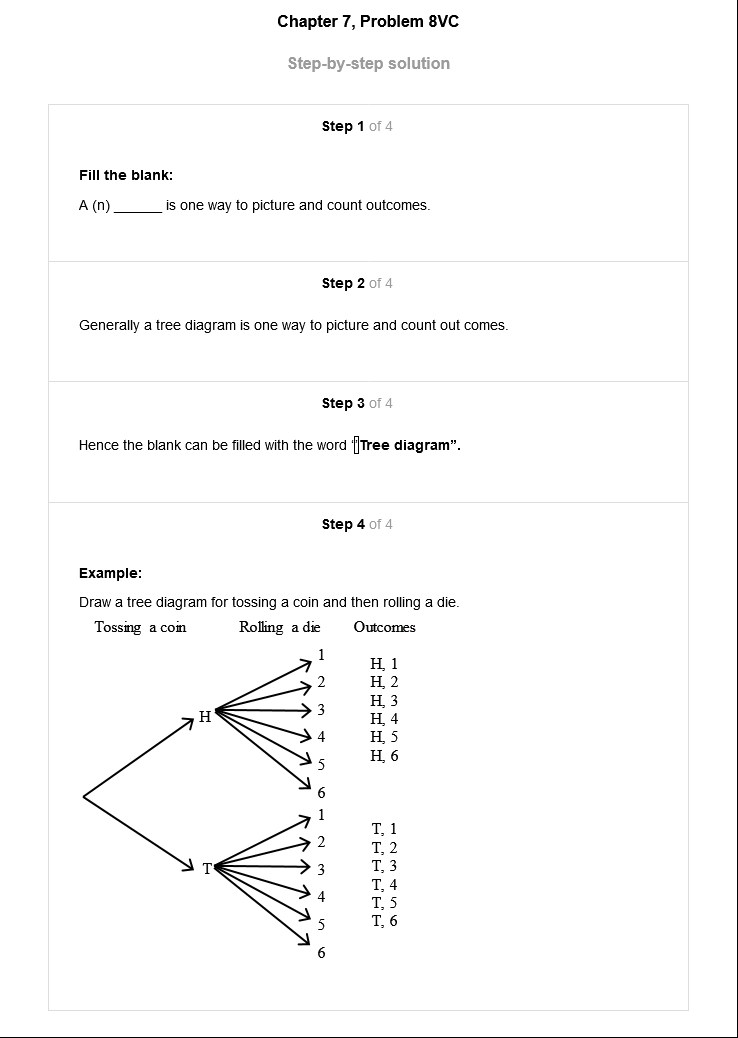 Chapter 7, Problem 8VC
Step-by-step solution
Step 1 of 4
Fill the blank:
A (n) ______ is one way to picture and count outcomes.
Step 2 of 4
Generally a tree diagram is one way to picture and count out comes.
Step 3 of 4
Hence the blank can be filled with the word “Tree diagram”.
Step 4 of 4
Example:
Draw a tree diagram for tossing a coin and then rolling a die.
Tossing a coin Rolling a die Outcomes
H
1
2
3
4
5
6
H, 1
H, 2
H, 3
H, 4
H, 5
H, 6
T
1
2
3
4
5
6
T, 1
T, 2
T, 3
T, 4
T, 5
T, 6